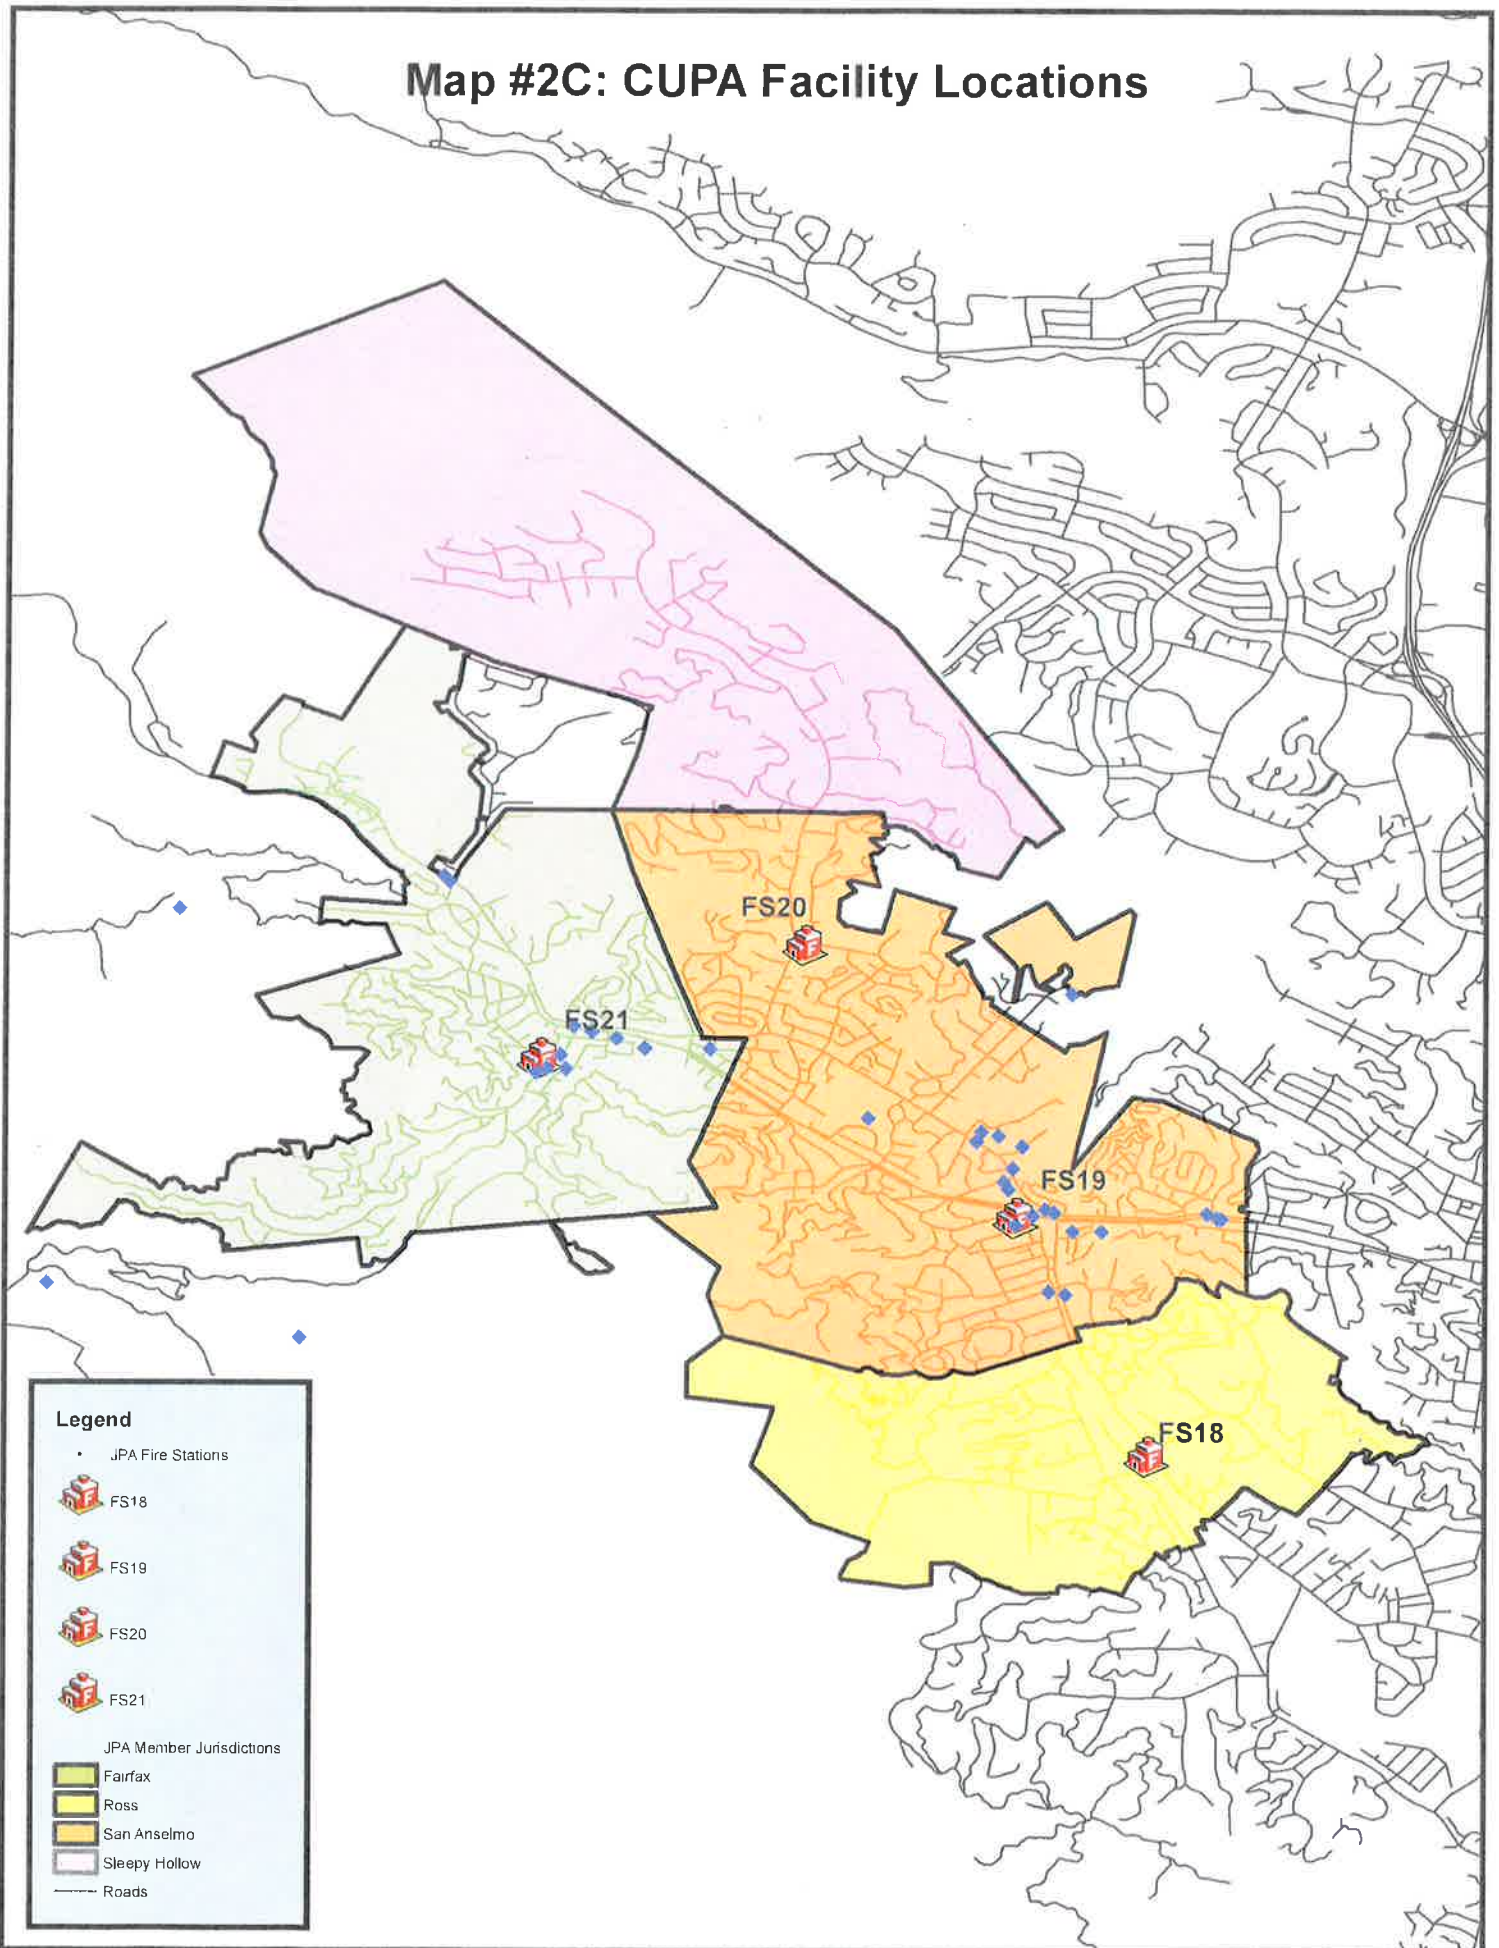 Map #2C: CUPA Facility Locations
FS20
FS21
FS19
FS18
Legend
JPA Fire Stations
FS18
FS19
FS20
FS21
JPA Member Jurisdictions
Fairfax
Ross
San Anselmo
Sleepy Hollow
Roads